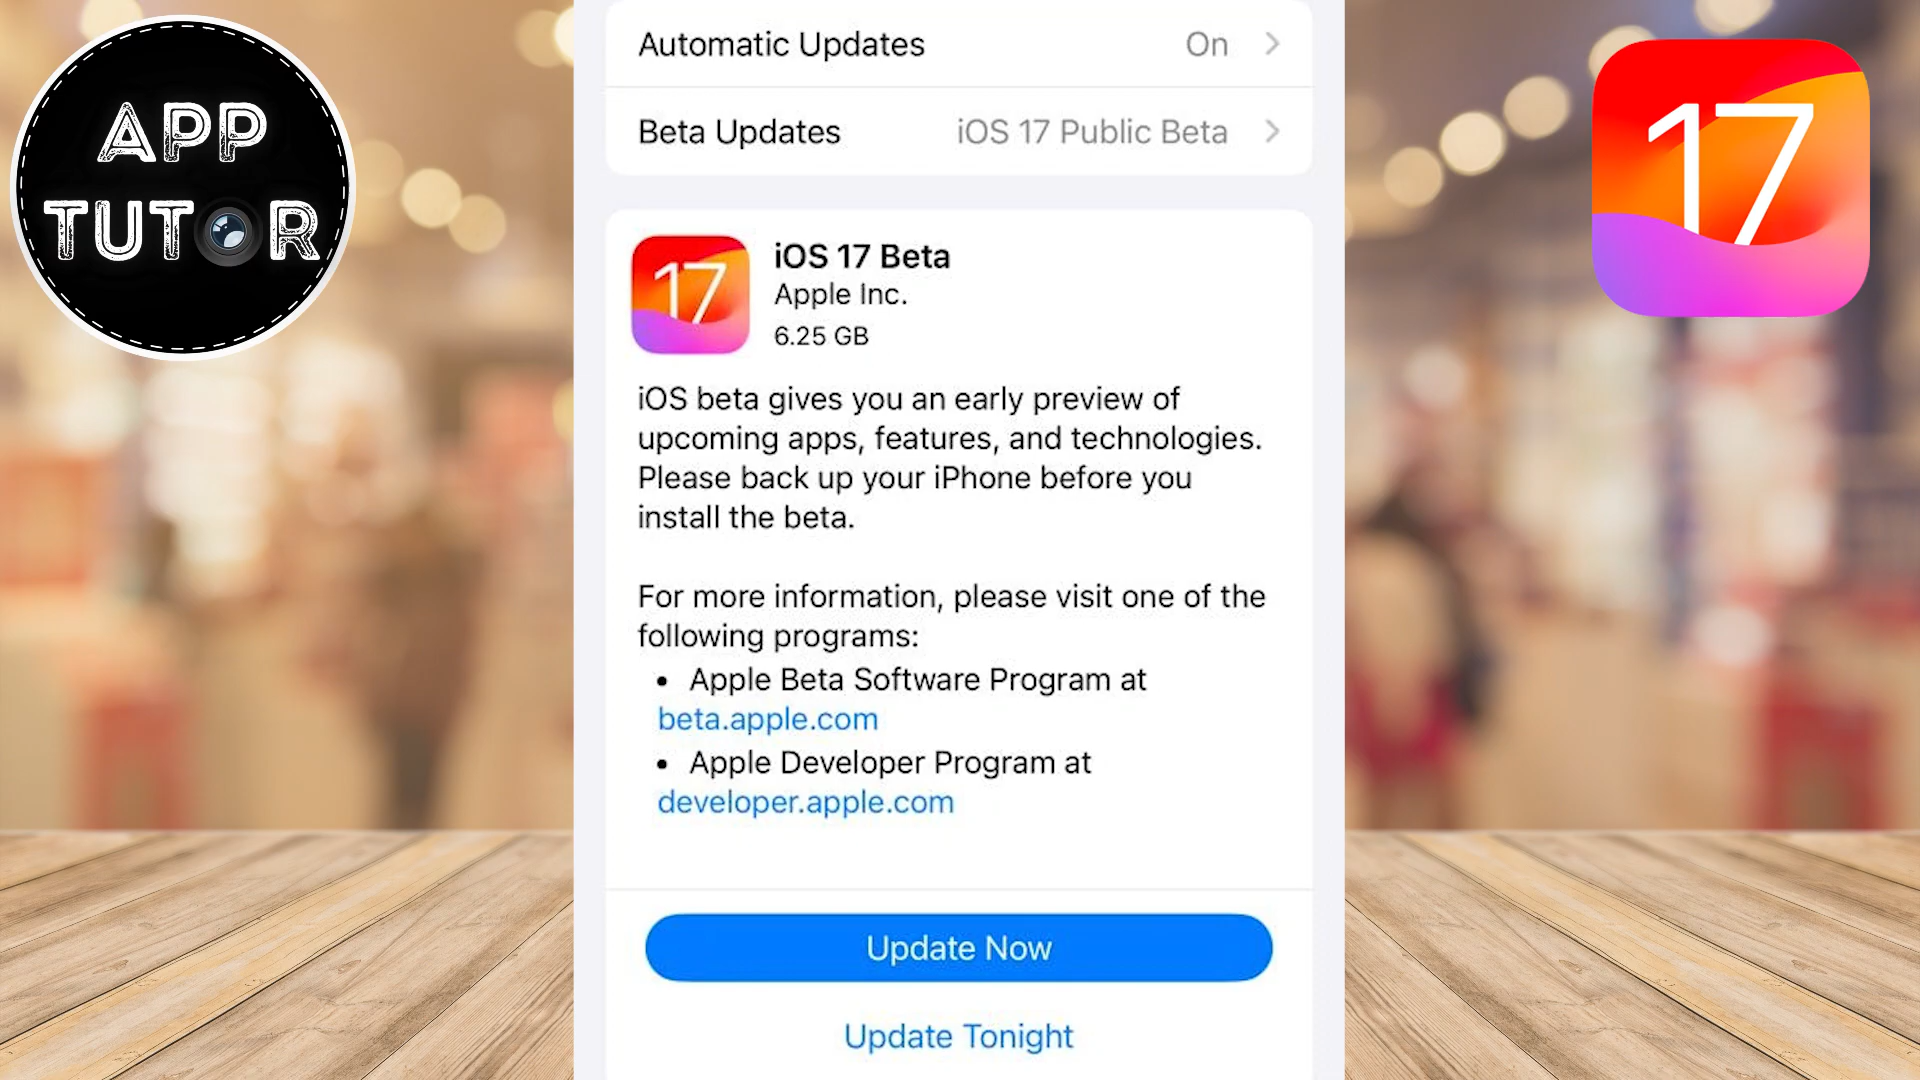 APP
TUTOR
Automatic Updates On
Beta Updates iOS 17 Public Beta
17
17
iOS 17 Beta
Apple Inc.
6.25 GB
iOS beta gives you an early preview of
upcoming apps, features, and technologies.
Please back up your iPhone before you
install the beta.
For more information, please visit one of the
following programs:
• Apple Beta Software Program at
beta.apple.com
• Apple Developer Program at
developer.apple.com
Update Now
Update Tonight